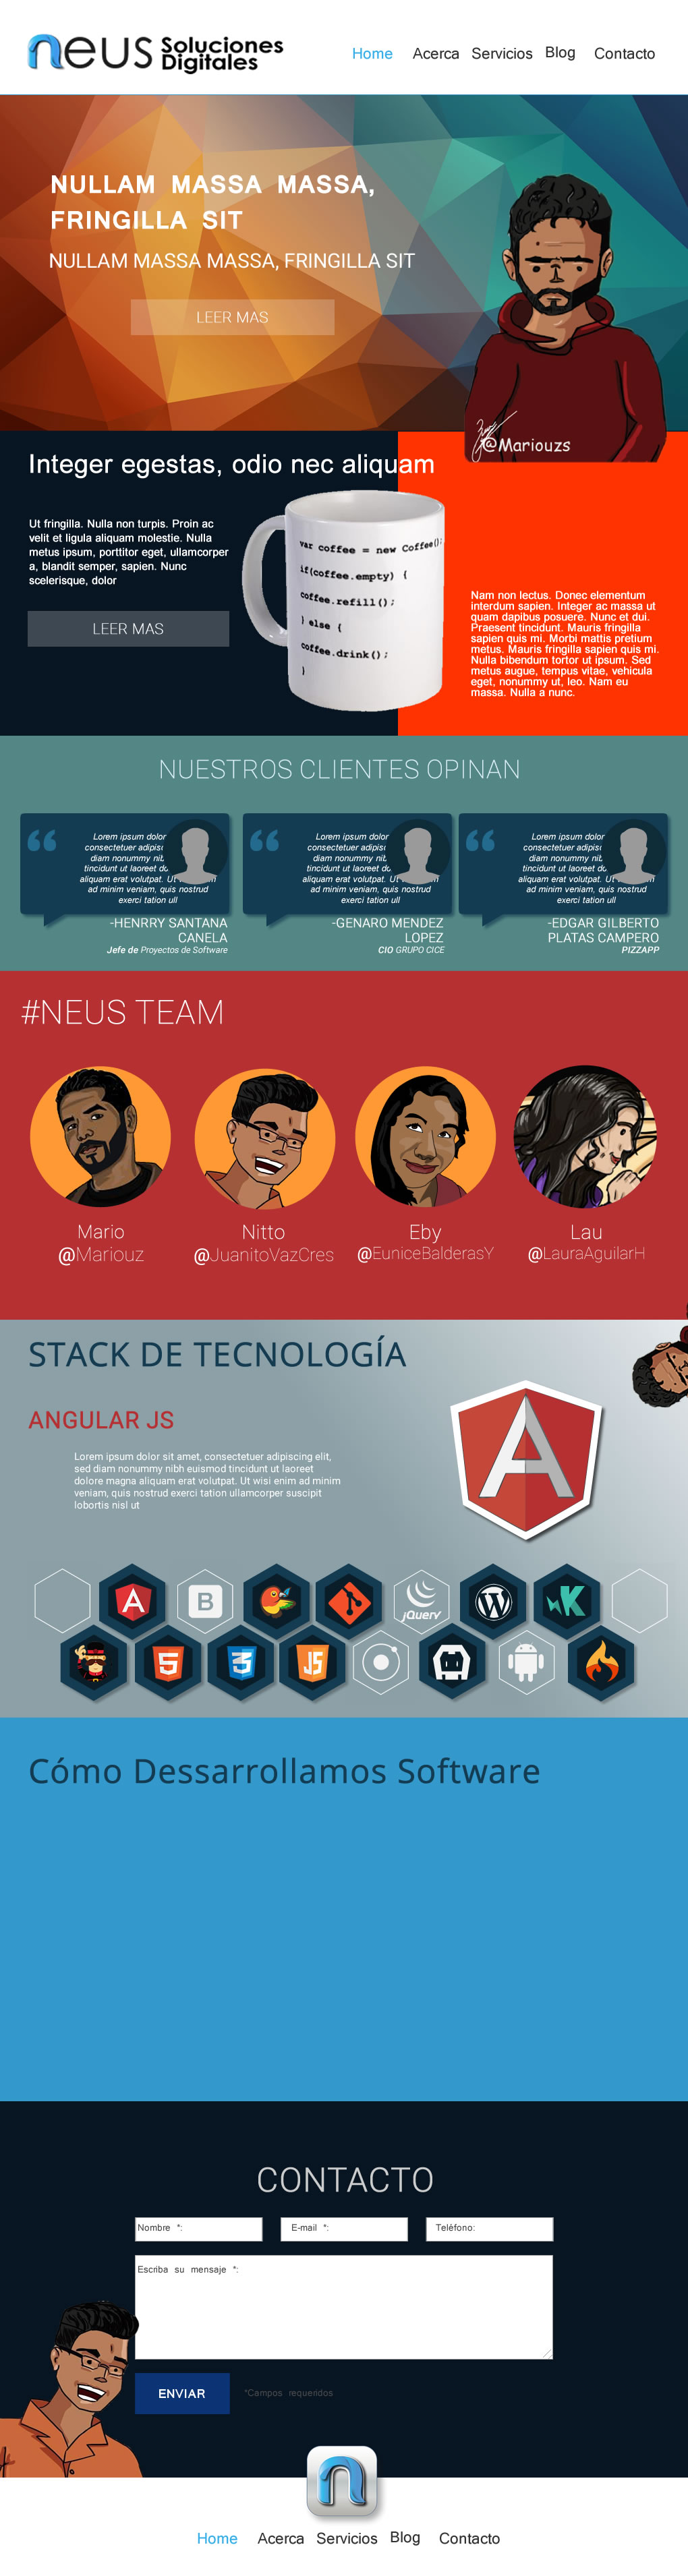 neus Soluciones
Digitales
Home Acerca Servicios Blog Contacto
NULLAM MASSA MASSA,
FRINGILLA SIT
NULLAM MASSA MASSA, FRINGILLA SIT
LEER MAS
@Mariouzs
Integer egestas, odio nec aliquam
Ut fringilla. Nulla non turpis. Proin ac
velit et ligula aliquam molestie. Nulla
metus ipsum, porttitor eget, ullamcorper
a, blandit semper, sapien. Nunc
scelerisque, dolor
LEER MAS
var coffee = new Coffee();
if(coffee.empty) {
coffee.refill();
} else {
coffee.drink();
}
Nam non lectus. Donec elementum
interdum sapien. Integer ac massa ut
quam dapibus posuere. Nunc et dui.
Praesent tincidunt. Mauris fringilla
sapien quis mi. Morbi mattis pretium
metus. Mauris fringilla sapien quis mi.
Nulla bibendum tortor ut ipsum. Sed
metus augue, tempus vitae, vehicula
eget, nonummy ut, leo. Nam eu
massa. Nulla a nunc.
NUESTROS CLIENTES OPINAN
Lorem ipsum dolor
consectetuer adipisc
diam nonummy nib
tincidunt ut laoreet do
aliquam erat volutpat. Ut
ad minim veniam, quis nostrud
exerci tation ull
-HENRRY SANTANA
CANELA
Jefe de Proyectos de Software
Lorem ipsum dolor
consectetuer adipisc
diam nonummy nib
tincidunt ut laoreet do
aliquam erat volutpat. Ut
ad minim veniam, quis nostrud
exerci tation ull
-GENARO MENDEZ
LOPEZ
CIO GRUPO CICE
Lorem ipsum dolor
consectetuer adipisc
diam nonummy nib
tincidunt ut laoreet do
aliquam erat volutpat. Ut
ad minim veniam, quis nostrud
exerci tation ull
-EDGAR GILBERTO
PLATAS CAMPERO
PIZZAPP
#NEUS TEAM
Mario
@Mariouz
Nitto
@JuanitoVazCres
Eby
@EuniceBalderasY
Lau
@LauraAguilarH
STACK DE TECNOLOGÍA
ANGULAR JS
Lorem ipsum dolor sit amet, consectetuer adipiscing elit,
sed diam nonummy nibh euismod tincidunt ut laoreet
dolore magna aliquam erat volutpat. Ut wisi enim ad minim
veniam, quis nostrud exerci tation ullamcorper suscipit
lobortis nisl ut
A
A B jQuery W K
5 3 JS
Cómo Dessarrollamos Software
CONTACTO
Nombre *: E-mail *: Teléfono:
Escriba su mensaje *:
ENVIAR *Campos requeridos
n
Home Acerca Servicios Blog Contacto